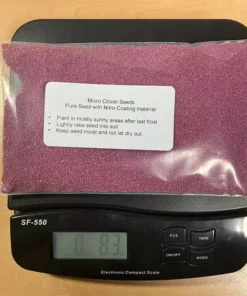 Micro Clover Seeds
Pure Seed with Nitro-Coating material
• Plant in mostly sunny areas after last frost
• Lightly rake seed into soil
• Keep seed moist and not let dry out.
SF-550
0 8.3
PCS
TARE
ON/OFF
MODE
Electronic Compact Scale